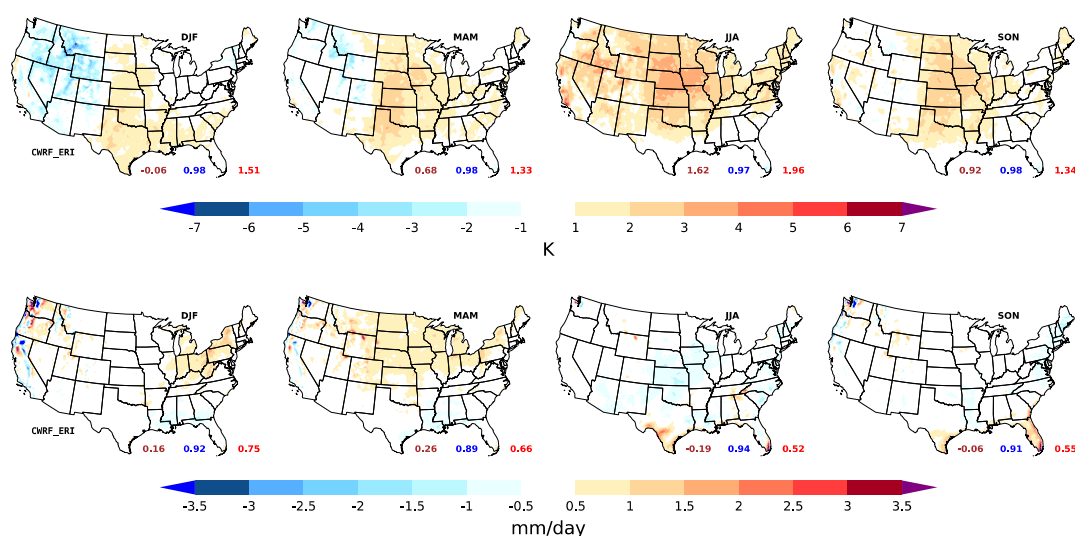 DJF MAM JJA SON
CWRF_ERI
-0.06 0.98 1.51 0.68 0.98 1.33 1.62 0.97 1.96 0.92 0.98 1.34
-7 -6 -5 -4 -3 -2 -1 1 2 3 4 5 6 7
K
DJF MAM JJA SON
CWRF_ERI
0.16 0.92 0.75 0.26 0.89 0.66 -0.19 0.94 0.52 -0.06 0.91 0.55
-3.5 -3 -2.5 -2 -1.5 -1 -0.5 0.5 1 1.5 2 2.5 3 3.5
mm/day